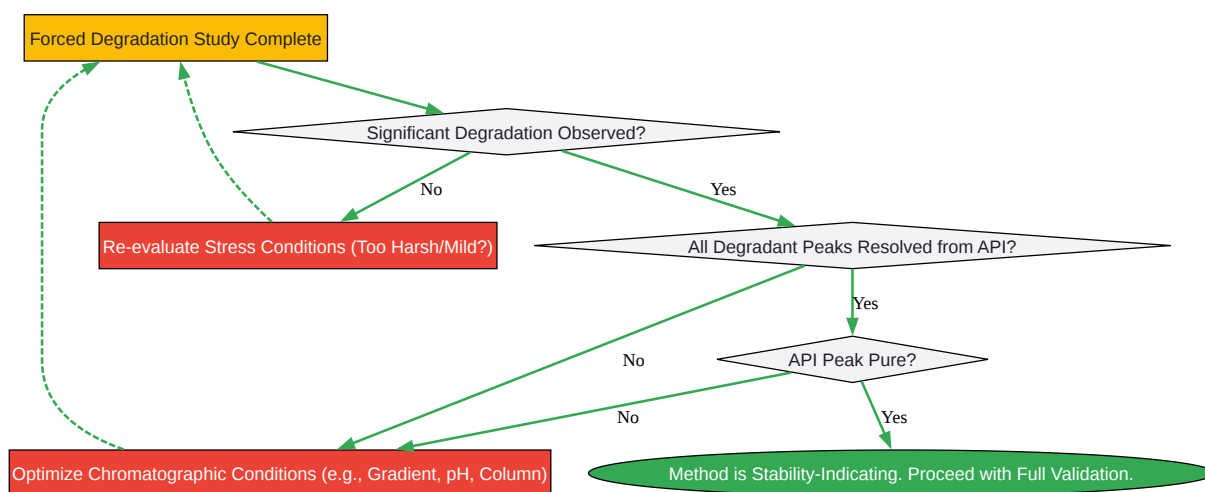 Forced Degradation Study Complete
Significant Degradation Observed?
No
Yes
Re-evaluate Stress Conditions (Too Harsh/Mild?)
All Degradant Peaks Resolved from API?
Yes
No
API Peak Pure?
No
Yes
Optimize Chromatographic Conditions (e.g., Gradient, pH, Column)
Method is Stability-Indicating. Proceed with Full Validation.